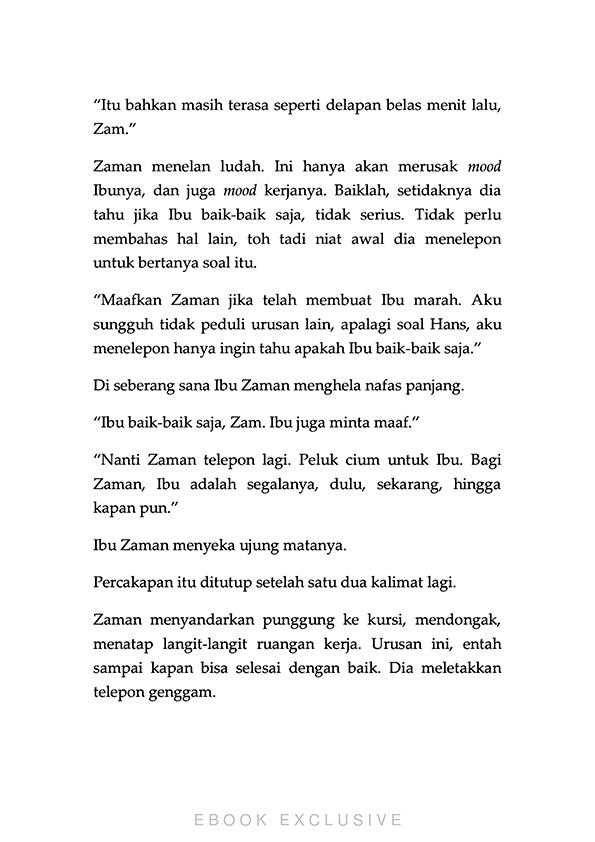 “Itu bahkan masih terasa seperti delapan belas menit lalu,
Zam.”
Zaman menelan ludah. Ini hanya akan merusak mood
Ibunya, dan juga mood kerjanya. Baiklah, setidaknya dia
tahu jika Ibu baik-baik saja, tidak serius. Tidak perlu
membahas hal lain, toh tadi niat awal dia menelepon
untuk bertanya soal itu.
“Maafkan Zaman jika telah membuat Ibu marah. Aku
sungguh tidak peduli urusan lain, apalagi soal Hans, aku
menelepon hanya ingin tahu apakah Ibu baik-baik saja.”
Di seberang sana Ibu Zaman menghela nafas panjang.
“Ibu baik-baik saja, Zam. Ibu juga minta maaf.”
“Nanti Zaman telepon lagi. Peluk cium untuk Ibu. Bagi
Zaman, Ibu adalah segalanya, dulu, sekarang, hingga
kapan pun.”
Ibu Zaman menyeka ujung matanya.
Percakapan itu ditutup setelah satu dua kalimat lagi.
Zaman menyandarkan punggung ke kursi, mendongak,
menatap langit-langit ruangan kerja. Urusan ini, entah
sampai kapan bisa selesai dengan baik. Dia meletakkan
telepon genggam.
EBOOK EXCLUSIVE